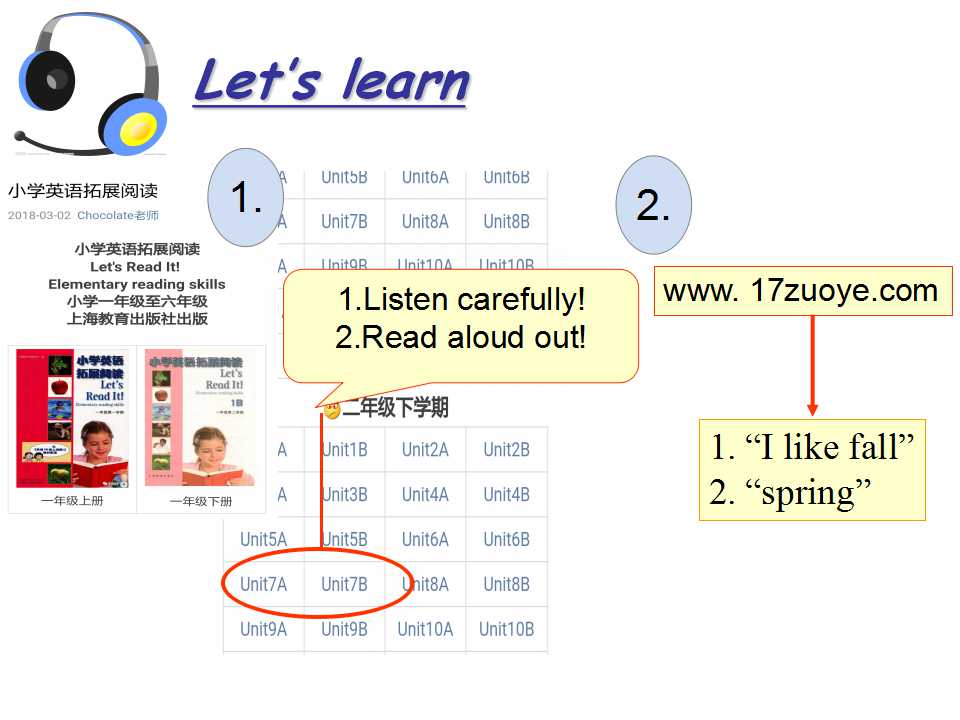 Let's learn
小学英语拓展阅读
2018-03-02 Chocolate老师
小学英语拓展阅读
Let's Read It!
Elementary reading skills
小学一年级至六年级
上海教育出版社出版
小学英语
拓展阅读
Let's
Read It!
Elementary reading skills
小学英语
拓展阅读
Let's
Read It!
Elementary reading skills
1B
一年级上册
一年级下册
1.
A Unit5B Unit6A Unit6B
A Unit7B Unit8A Unit8B
A Unit9B Unit10A Unit10B
1.Listen carefully!
2.Read aloud out!
二年级下学期
A Unit1B Unit2A Unit2B
A Unit3B Unit4A Unit4B
Unit5A Unit5B Unit6A Unit6B
Unit7A Unit7B Unit8A Unit8B
Unit9A Unit9B Unit10A Unit10B
2.
www. 17zuoye.com
1. “I like fall”
2. “spring”